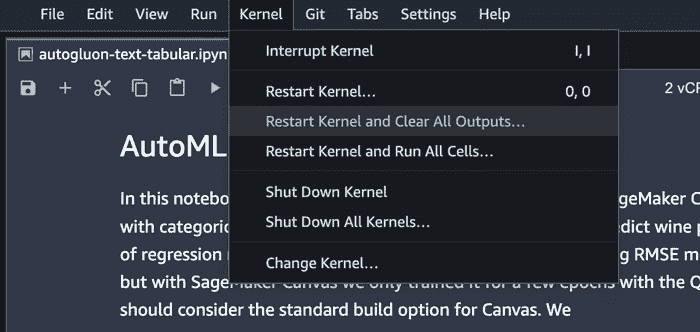 File Edit View Run Kernel Git Tabs Settings Help
autogluon-text-tabular.ipyn
Interrupt Kernel I, I
Restart Kernel... 0, 0
2 vCP
Restart Kernel and Clear All Outputs...
Restart Kernel and Run All Cells...
Shut Down Kernel
Shut Down All Kernels...
Change Kernel...
AutoML
In this notebo geMaker C
with categoric edict wine p
of regression g RMSE m
but with SageMaker Canvas we only trained it for a few epochs with the Q
should consider the standard build option for Canvas. We